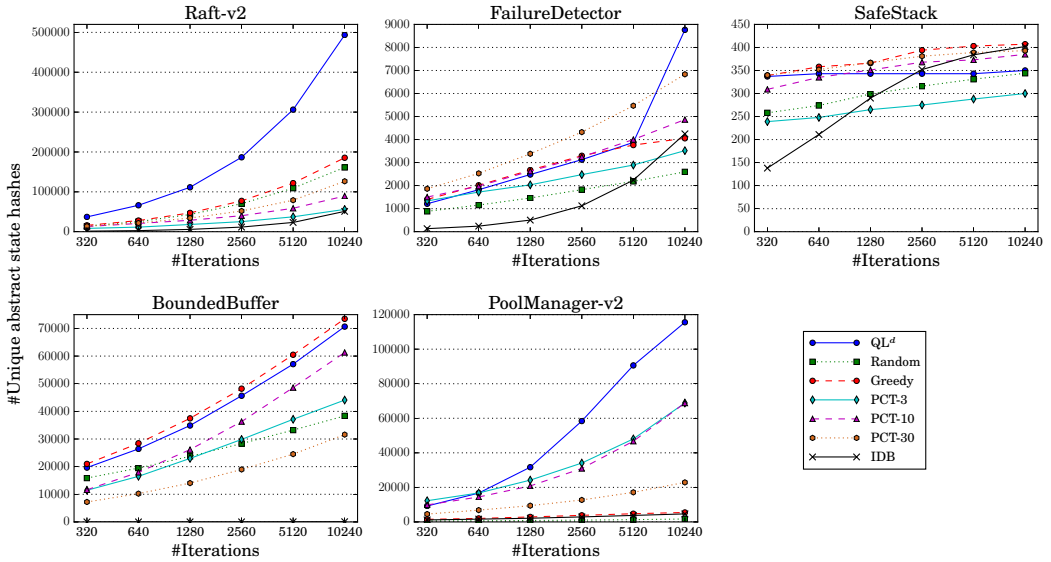 Raft-v2
500000
400000
300000
200000
100000
0
320 640 1280 2560 5120 10240
#Iterations
FailureDetector
9000
8000
7000
6000
5000
4000
3000
2000
1000
0
320 640 1280 2560 5120 10240
#Iterations
SafeStack
450
400
350
300
250
200
150
100
50
0
320 640 1280 2560 5120 10240
#Iterations
#Unique abstract state hashes
BoundedBuffer
70000
60000
50000
40000
30000
20000
10000
0
320 640 1280 2560 5120 10240
#Iterations
PoolManager-v2
120000
100000
80000
60000
40000
20000
0
320 640 1280 2560 5120 10240
#Iterations
QLᵈ
Random
Greedy
PCT-3
PCT-10
PCT-30
IDB